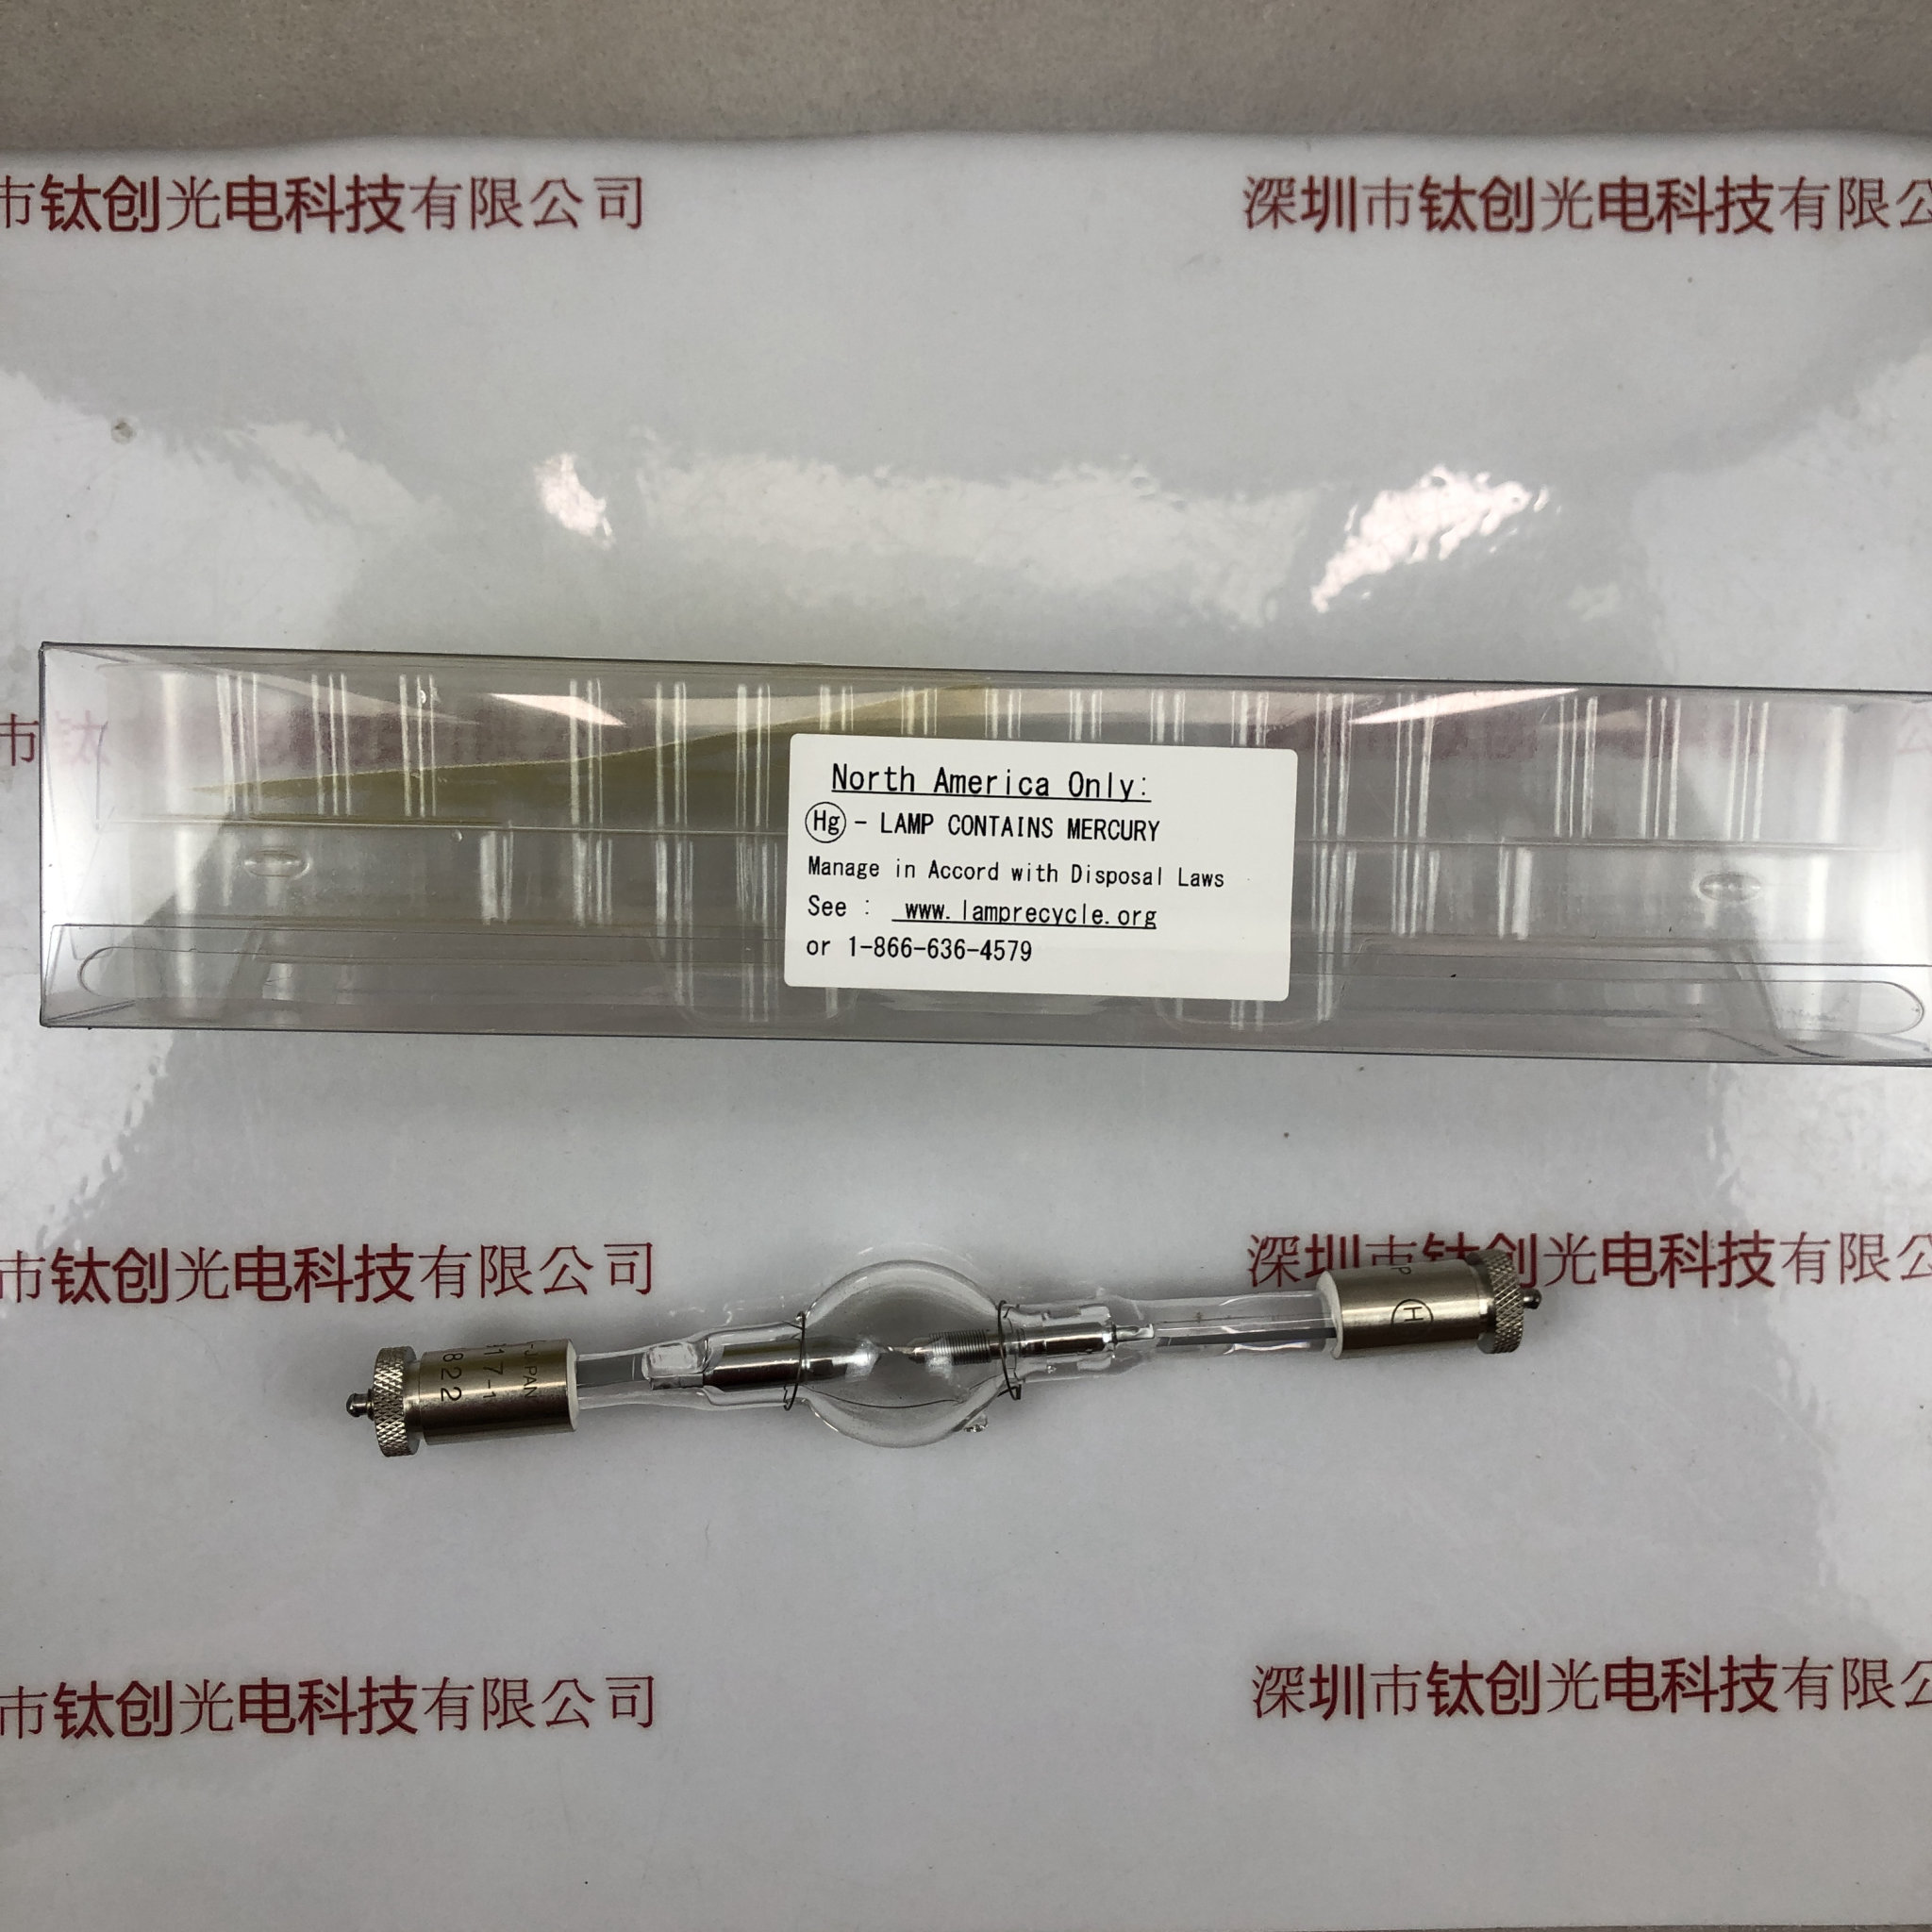 市钛创光电科技有限公司
深圳市钛创光电科技有限公
North America Only:
Hg - LAMP CONTAINS MERCURY
Manage in Accord with Disposal Laws
See : www.lamprecycle.org
or 1-866-636-4579
市钛创光电科技有限公司
深圳市钛创光电科技有限公
H
-JAPAN
17-1
822
市钛创光电科技有限公司
深圳市钛创光电科技有限公